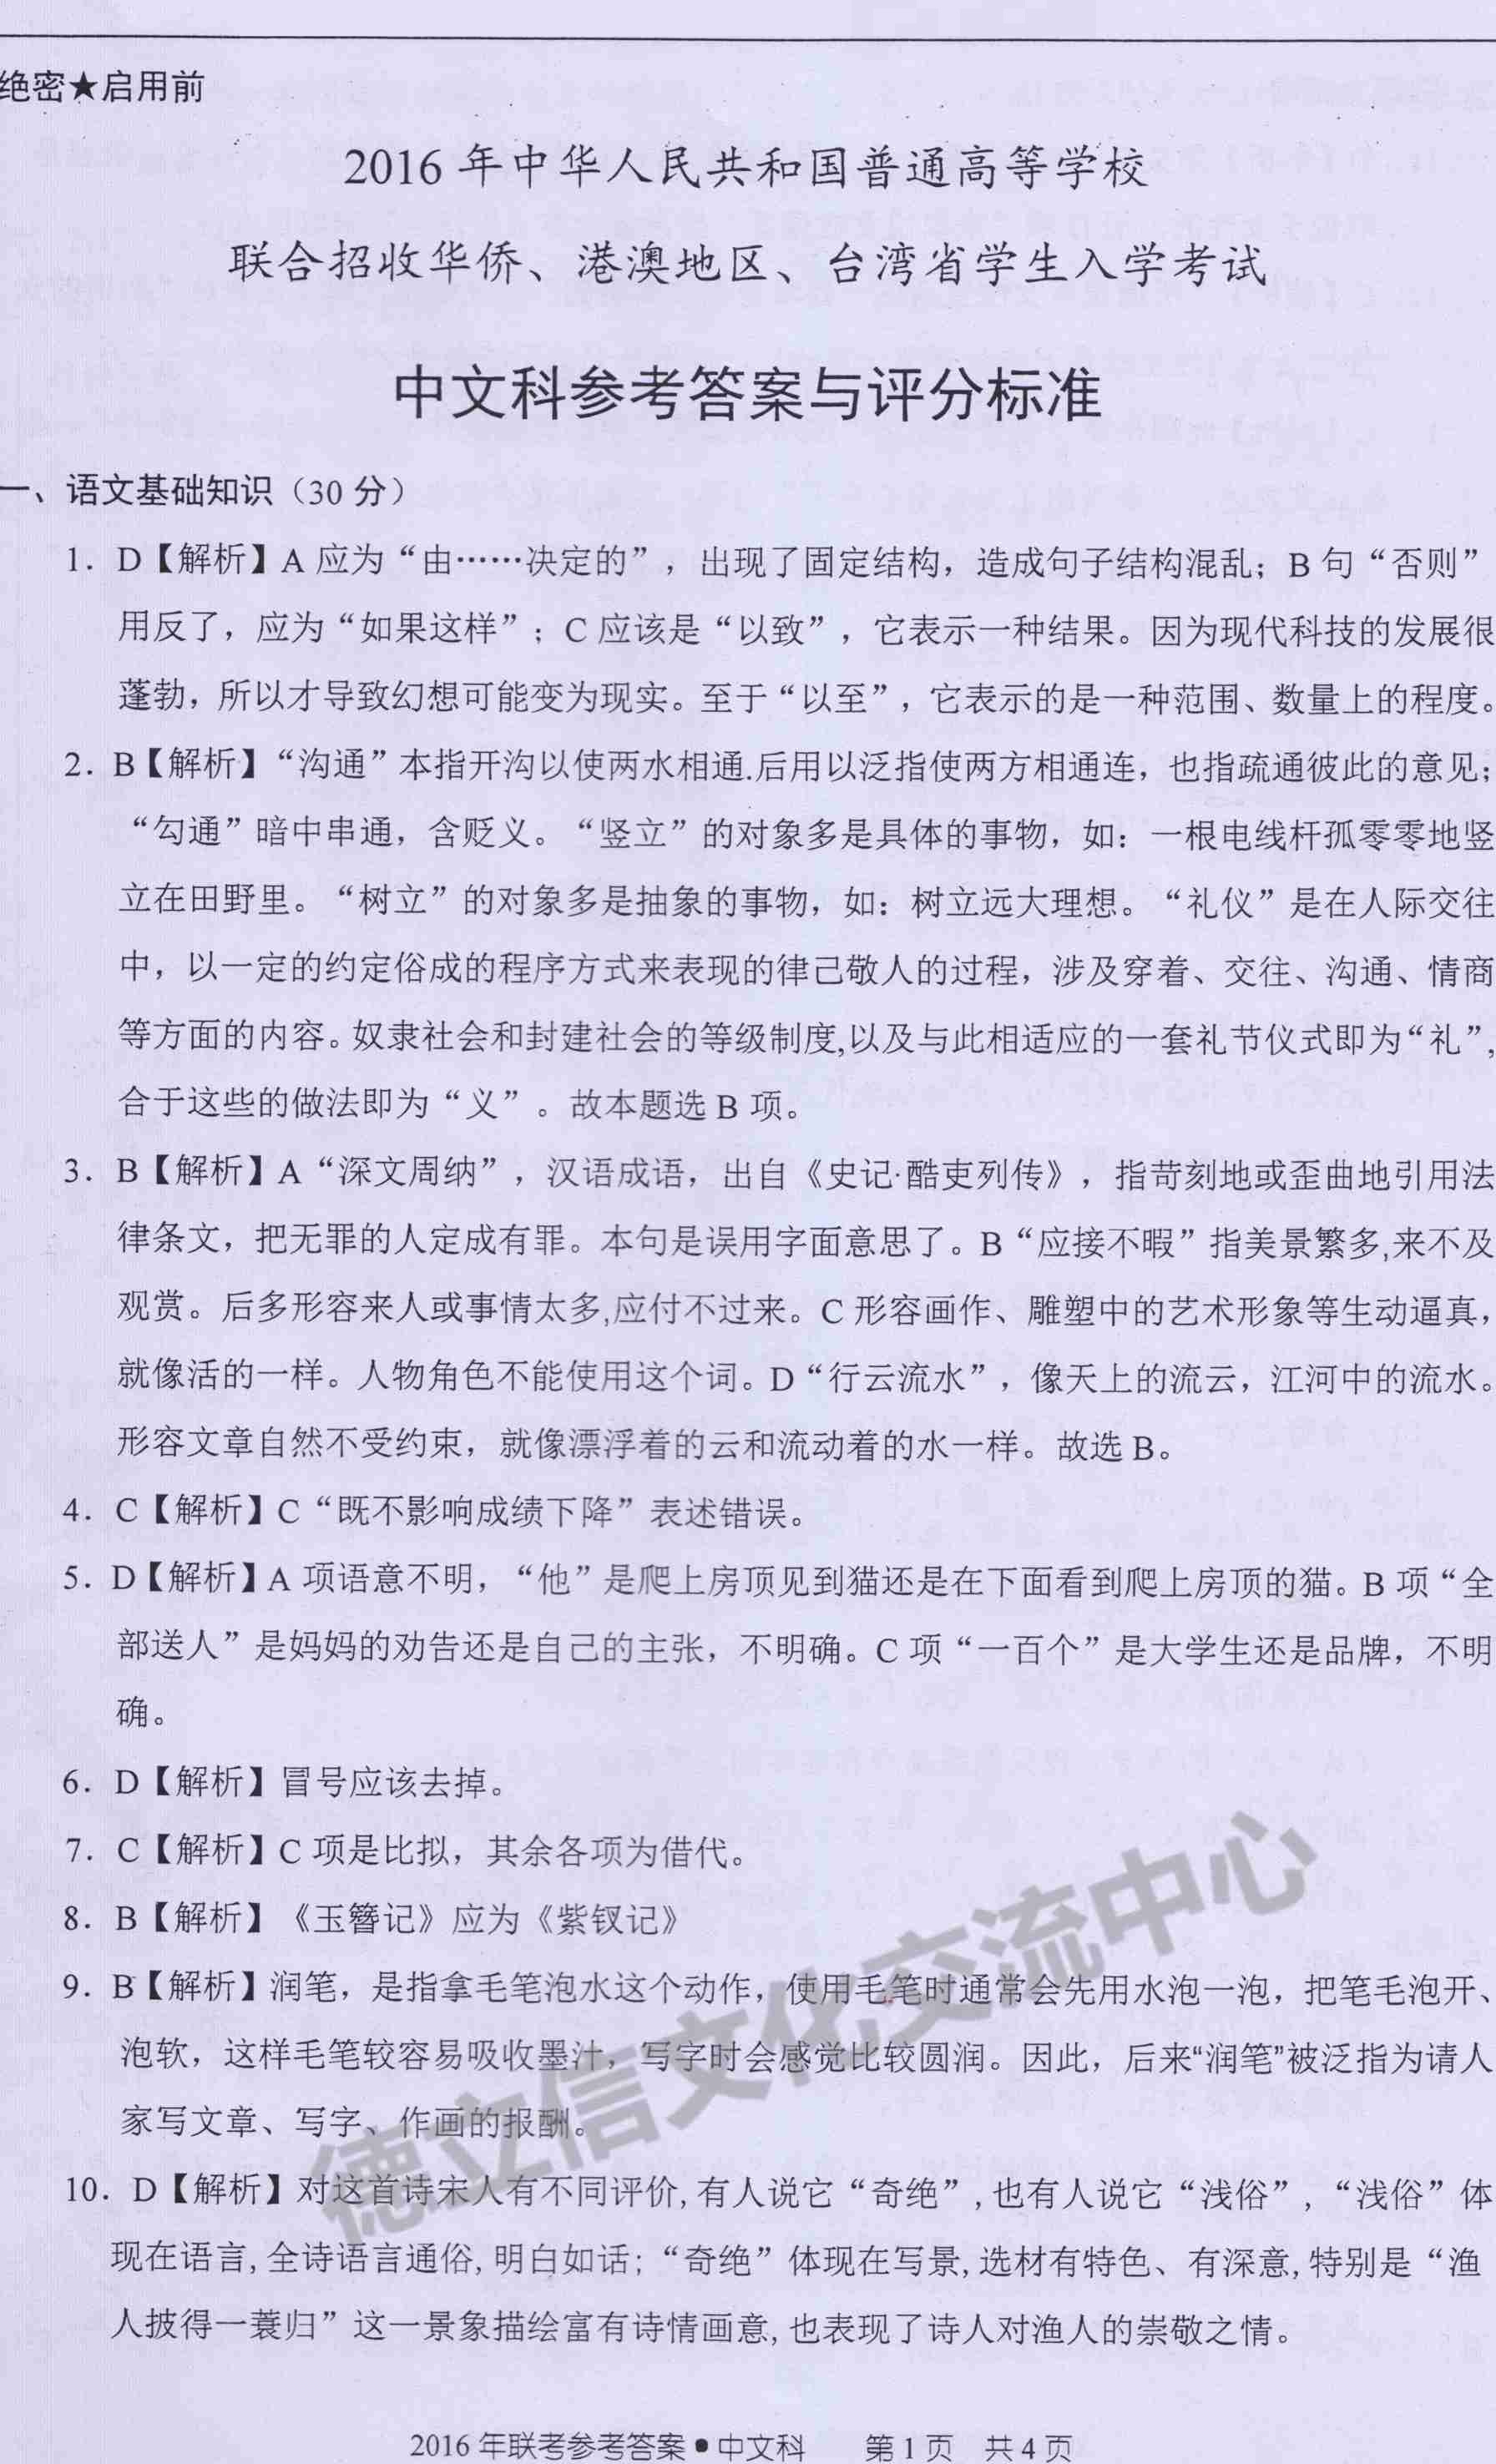 绝密★启用前
2016 年中华人民共和国普通高等学校
联合招收华侨、港澳地区、台湾省学生入学考试
中文科参考答案与评分标准
一、语文基础知识（30 分）
1．D【解析】A 应为“由……决定的”，出现了固定结构，造成句子结构混乱；B 句“否则”
用反了，应为“如果这样”；C 应该是“以致”，它表示一种结果。因为现代科技的发展很
蓬勃，所以才导致幻想可能变为现实。至于“以至”，它表示的是一种范围、数量上的程度。
2．B【解析】“沟通”本指开沟以使两水相通.后用以泛指使两方相通连，也指疏通彼此的意见；
“勾通”暗中串通，含贬义。“竖立”的对象多是具体的事物，如：一根电线杆孤零零地竖
立在田野里。“树立”的对象多是抽象的事物，如：树立远大理想。“礼仪”是在人际交往
中，以一定的约定俗成的程序方式来表现的律己敬人的过程，涉及穿着、交往、沟通、情商
等方面的内容。奴隶社会和封建社会的等级制度,以及与此相适应的一套礼节仪式即为“礼”,
合于这些的做法即为“义”。故本题选 B 项。
3．B【解析】A“深文周纳”，汉语成语，出自《史记·酷吏列传》，指苛刻地或歪曲地引用法
律条文，把无罪的人定成有罪。本句是误用字面意思了。B“应接不暇”指美景繁多,来不及
观赏。后多形容来人或事情太多,应付不过来。C 形容画作、雕塑中的艺术形象等生动逼真，
就像活的一样。人物角色不能使用这个词。D“行云流水”，像天上的流云，江河中的流水。
形容文章自然不受约束，就像漂浮着的云和流动着的水一样。故选 B。
4．C【解析】C“既不影响成绩下降”表述错误。
5．D【解析】A 项语意不明，“他”是爬上房顶见到猫还是在下面看到爬上房顶的猫。B 项“全
部送人”是妈妈的劝告还是自己的主张，不明确。C 项“一百个”是大学生还是品牌，不明
确。
6．D【解析】冒号应该去掉。
7．C【解析】C 项是比拟，其余各项为借代。
8．B【解析】《玉簪记》应为《紫钗记》
9．B【解析】润笔，是指拿毛笔泡水这个动作，使用毛笔时通常会先用水泡一泡，把笔毛泡开、
泡软，这样毛笔较容易吸收墨汁，写字时会感觉比较圆润。因此，后来“润笔”被泛指为请人
家写文章、写字、作画的报酬。
10．D【解析】对这首诗宋人有不同评价,有人说它“奇绝”,也有人说它“浅俗”,“浅俗”体
现在语言,全诗语言通俗,明白如话;“奇绝”体现在写景,选材有特色、有深意,特别是“渔
人披得一蓑归”这一景象描绘富有诗情画意,也表现了诗人对渔人的崇敬之情。
德立信文化交流中心
2016 年联考参考答案●中文科 第 1 页 共 4 页